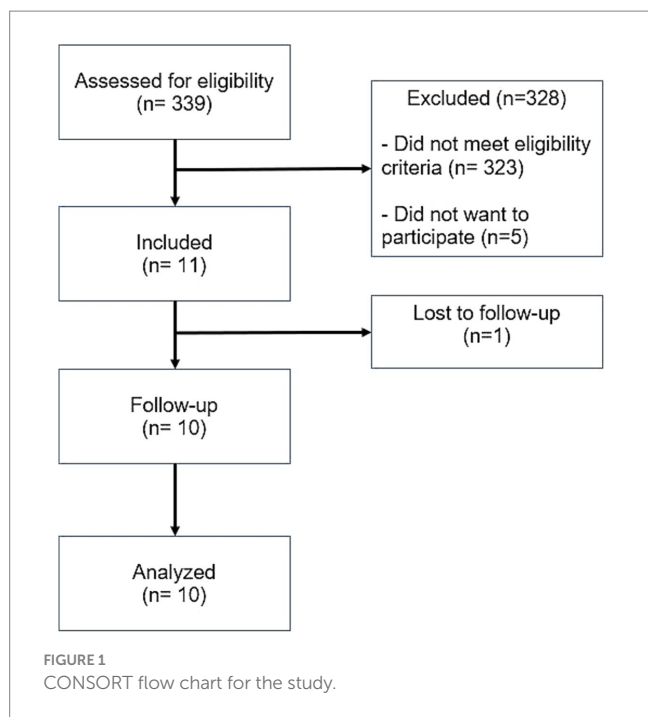 Assessed for eligibility
(n= 339)
Excluded (n=328)
- Did not meet eligibility
criteria (n= 323)
- Did not want to
participate (n=5)
Included
(n= 11)
Lost to follow-up
(n=1)
Follow-up
(n= 10)
Analyzed
(n= 10)
FIGURE 1
CONSORT flow chart for the study.